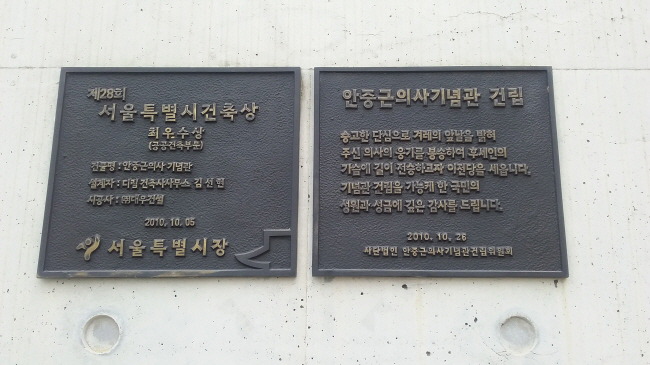 제28회
서울특별시건축상
최우수상
(공공건축부문)
건물명 : 안중근의사 기념관
설계자 : 디림 건축사사무소 김선현
시공사 : ㈜대우건설
2010. 10. 05
서울특별시장
안중근의사기념관 건립
숭고한 단심으로 겨레의 앞날을 밝혀
주신 의사의 웅기를 봉승하여 후세인의
가슴에 길이 전승하고자 이전당을 세웁니다.
기념관 건립을 가능케 한 국민의
성원과 성금에 깊은 감사를 드립니다.
2010. 10. 26
사단법인 안중근의사기념관건립위원회